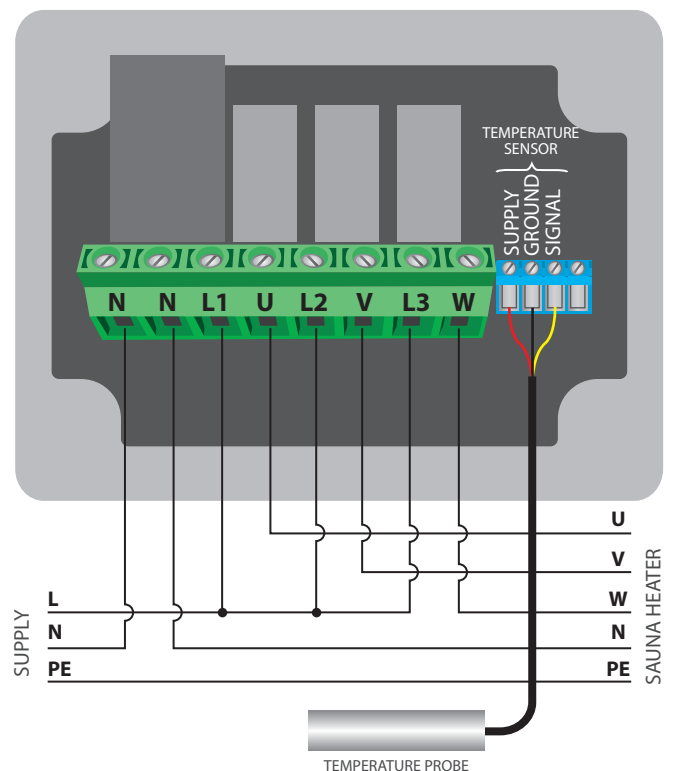 TEMPERATURE
SENSOR
SUPPLY
GROUND
SIGNAL
N N L1 U L2 V L3 W
U
V
L W
N N
PE PE
SUPPLY
SAUNA HEATER
TEMPERATURE PROBE